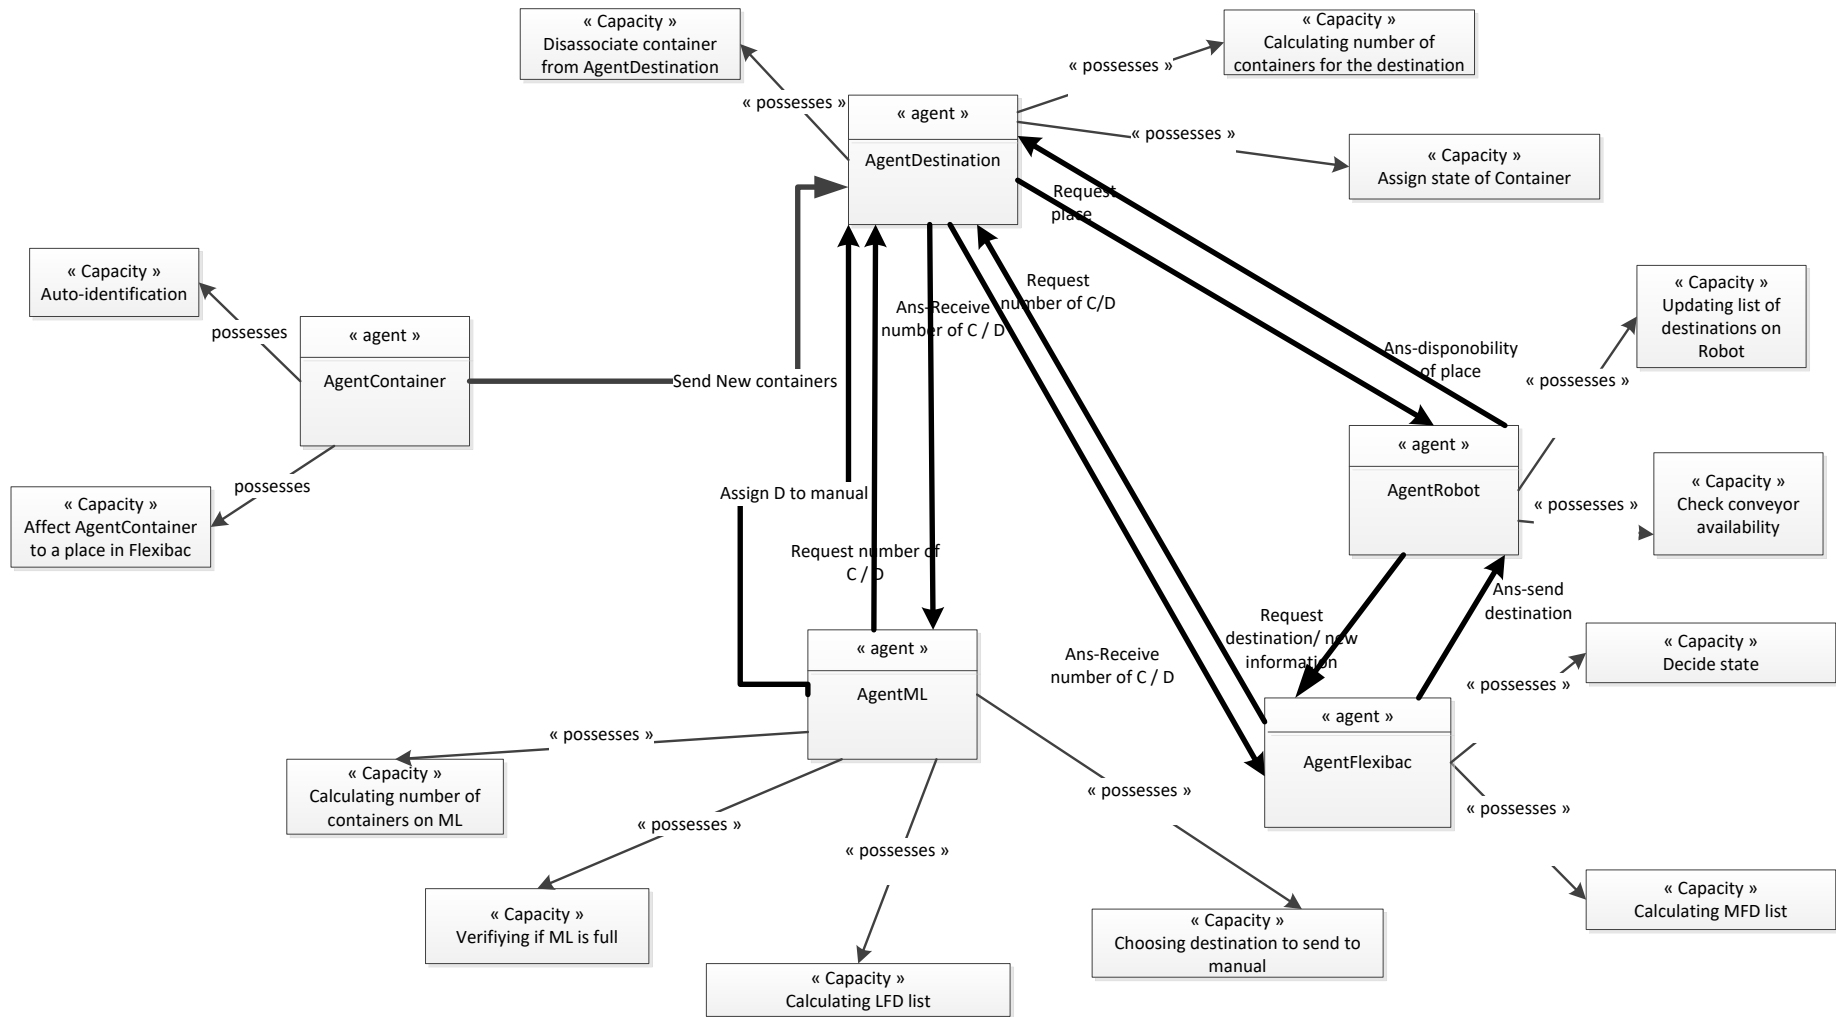 « Capacity »
Disassociate container
from AgentDestination
« Capacity »
Calculating number of
containers for the destination
« possesses »
« possesses »
« agent »
AgentDestination
« possesses »
« Capacity »
Assign state of Container
Request
place
« Capacity »
Auto-identification
possesses
« agent »
AgentContainer
Send New containers
possesses
« Capacity »
Affect AgentContainer
to a place in Flexibac
Ans-Receive
number of C / D
Request
number of C/D
Ans-disponobility
of place
« Capacity »
Updating list of
destinations on
Robot
« possesses »
« agent »
AgentRobot
« possesses »
« Capacity »
Check conveyor
availability
Assign D to manual
Request number of
C / D
Ans-send
destination
Request
destination/ new
information
Ans-Receive
number of C / D
« agent »
AgentML
« Capacity »
Decide state
« possesses »
« agent »
AgentFlexibac
« possesses »
« Capacity »
Calculating MFD list
« possesses »
« Capacity »
Calculating number of
containers on ML
« possesses »
« possesses »
« possesses »
« Capacity »
Verifiying if ML is full
« Capacity »
Calculating LFD list
« Capacity »
Choosing destination to send to
manual